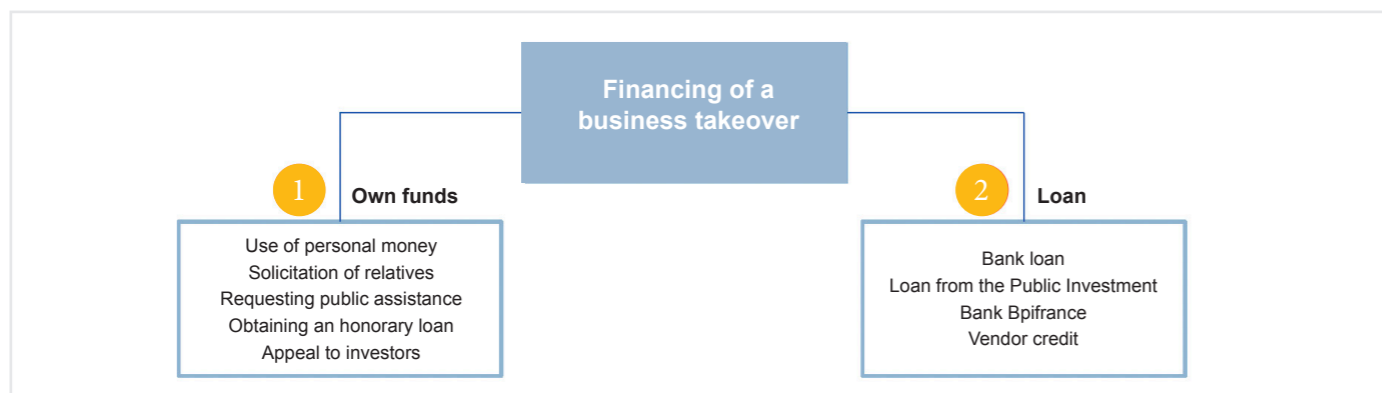 Financing of a
business takeover
1
Own funds
Use of personal money
Solicitation of relatives
Requesting public assistance
Obtaining an honorary loan
Appeal to investors
2
Loan
Bank loan
Loan from the Public Investment
Bank Bpifrance
Vendor credit